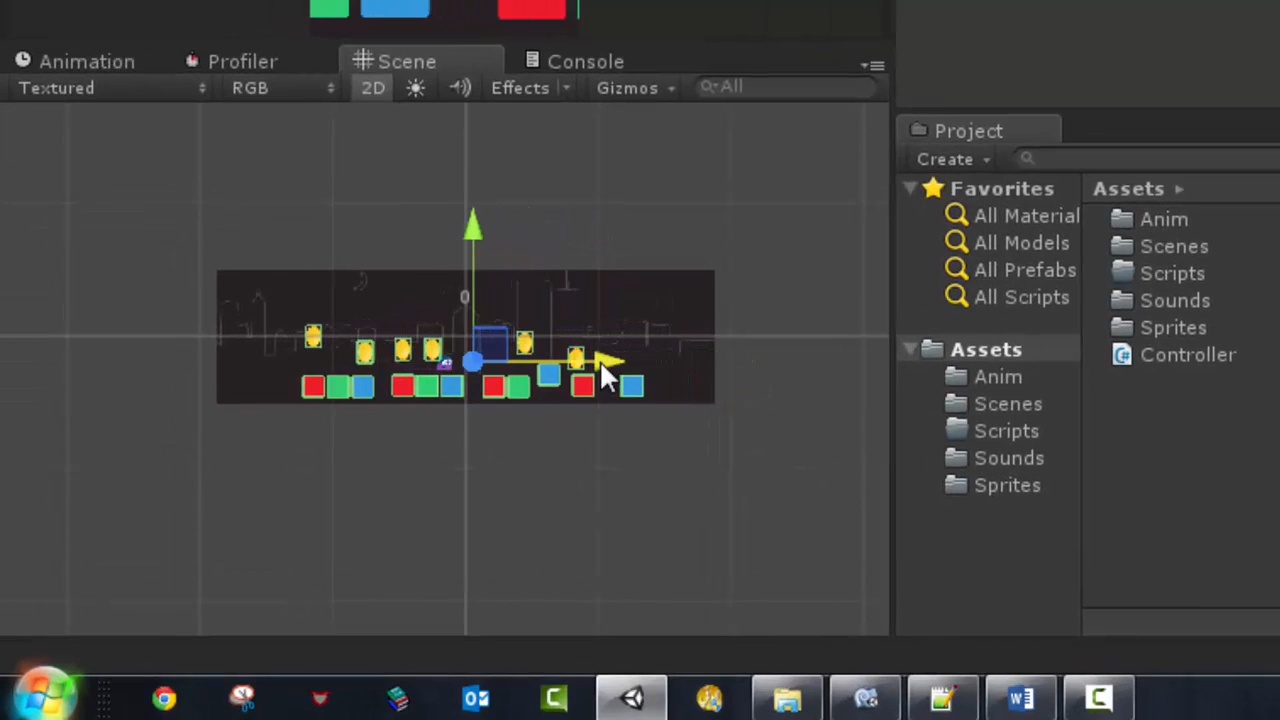 Animation Profiler Scene Console
Textured RGB 2D Effects Gizmos All
0
Project
Create
Favorites
All Material
All Models
All Prefabs
All Scripts
Assets
Anim
Scenes
Scripts
Sounds
Sprites
Assets
Anim
Scenes
Scripts
Sounds
Sprites
Controller